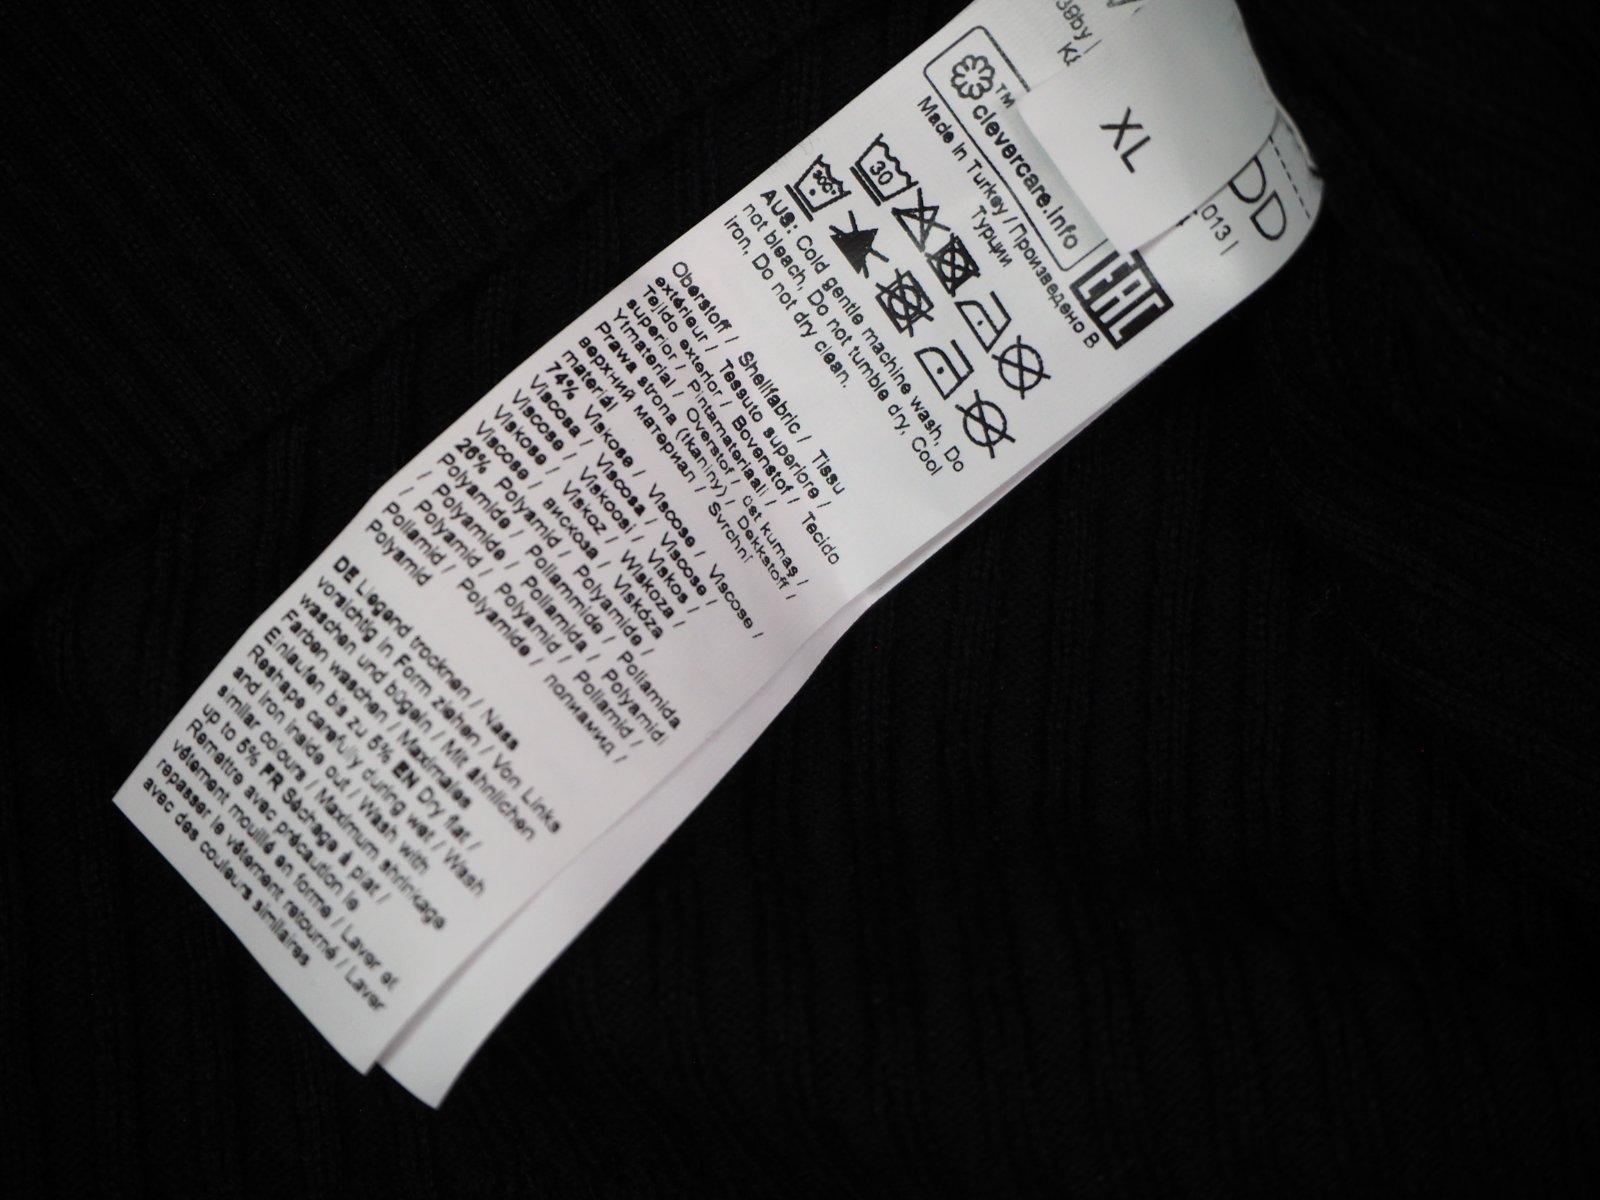 XL
DD
013 |
clevercare.info
™
EAC
Made in Turkey / Произведено в
Турции
30
AUS: Cold gentle machine wash, Do
not bleach, Do not tumble dry, Cool
iron, Do not dry clean.
Oberstoff / Shellfabric / Tissu
extérieur / Tessuto superiore /
Tejido exterior / Bovenstof / Tecido
superior / Pintamateriaali /
Ytmaterial / Overstof / üst kumaş /
Prawa strona (tkaniny) / Dekkstoff /
верхний материал / Svrchní
materiál
74% Viskose / Viscose / Viscose /
Viscosa / Viscosa / Viscose /
Viscose / Viskoosi / Viskos /
Viskose / Viskoz / Wiskoza /
Viscose / вискоза / Viskóza
26% Polyamid / Polyamide /
Polyamide / Poliammide / Poliamida
/ Polyamide / Poliamida / Polyamidi
/ Polyamid / Polyamid / Poliamid /
Poliamid / Polyamide / полиамид /
Polyamid
DE Liegend trocknen / Nass
vorsichtig in Form ziehen / Von Links
waschen und bügeln / Mit ähnlichen
Farben waschen / Maximales
Einlaufen bis zu 5% EN Dry flat /
Reshape carefully during wet / Wash
and iron inside out / Wash with
similar colours / Maximum shrinkage
up to 5% FR Séchage à plat /
Remettre avec précaution le
vêtement mouillé en forme / Laver et
repasser le vêtement retourné / Laver
avec des couleurs similaires